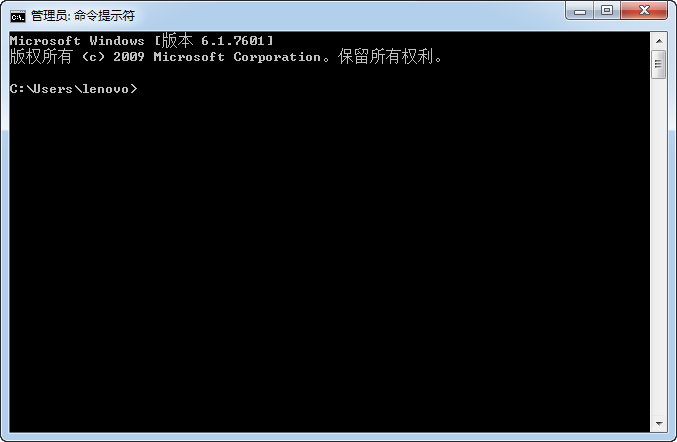 管理员: 命令提示符
Microsoft Windows [版本 6.1.7601]
版权所有 (c) 2009 Microsoft Corporation。保留所有权利。
C:\Users\lenovo>